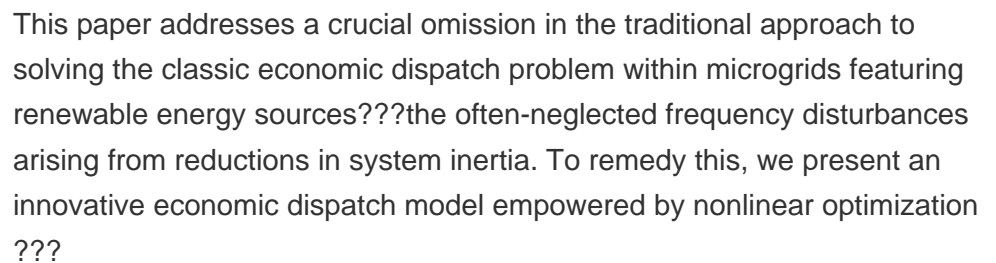 This paper addresses a crucial omission in the traditional approach to
solving the classic economic dispatch problem within microgrids featuring
renewable energy sources???the often-neglected frequency disturbances
arising from reductions in system inertia. To remedy this, we present an
innovative economic dispatch model empowered by nonlinear optimization
???